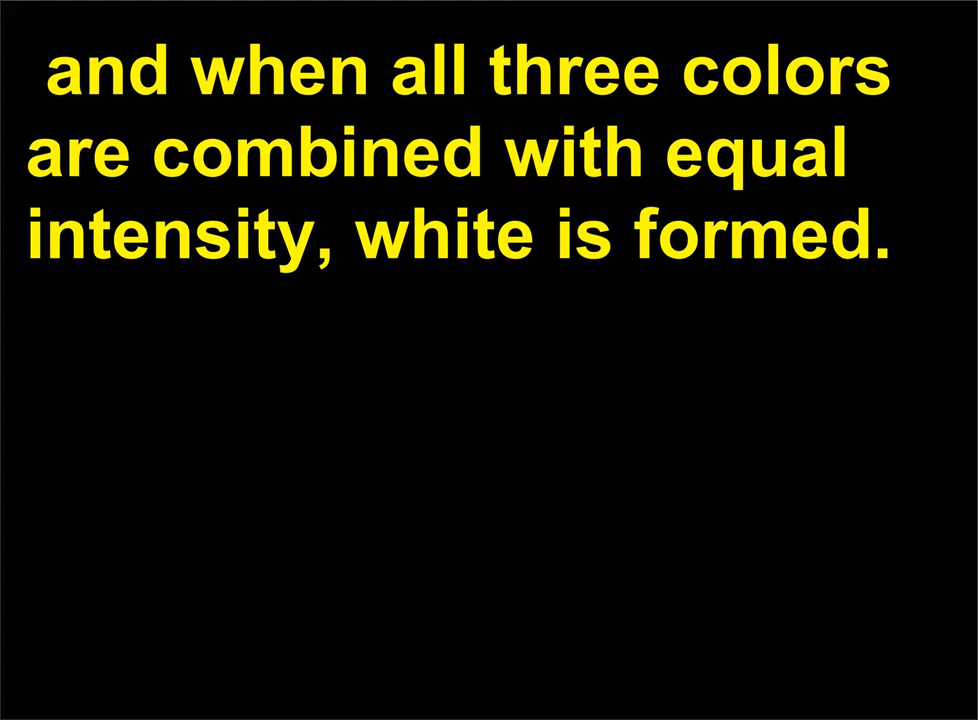 and when all three colors
are combined with equal
intensity, white is formed.